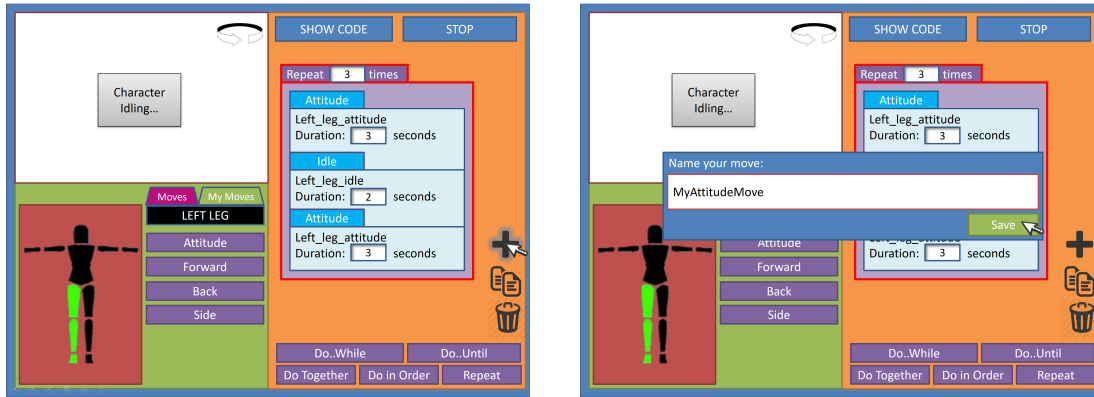 SHOW CODE STOP
Repeat 3 times
Character
Idling...
Attitude
Left_leg_attitude
Duration: 3 seconds
Idle
Left_leg_idle
Duration: 2 seconds
Attitude
Left_leg_attitude
Duration: 3 seconds
Moves My Moves
LEFT LEG
Attitude
Forward
Back
Side
Do..While Do..Until
Do Together Do in Order Repeat
SHOW CODE STOP
Repeat 3 times
Character
Idling...
Attitude
Left_leg_attitude
Duration: 3 seconds
Name your move:
MyAttitudeMove
Save
Left_leg_attitude
Duration: 3 seconds
Attitude
Forward
Back
Side
Do..While Do..Until
Do Together Do in Order Repeat